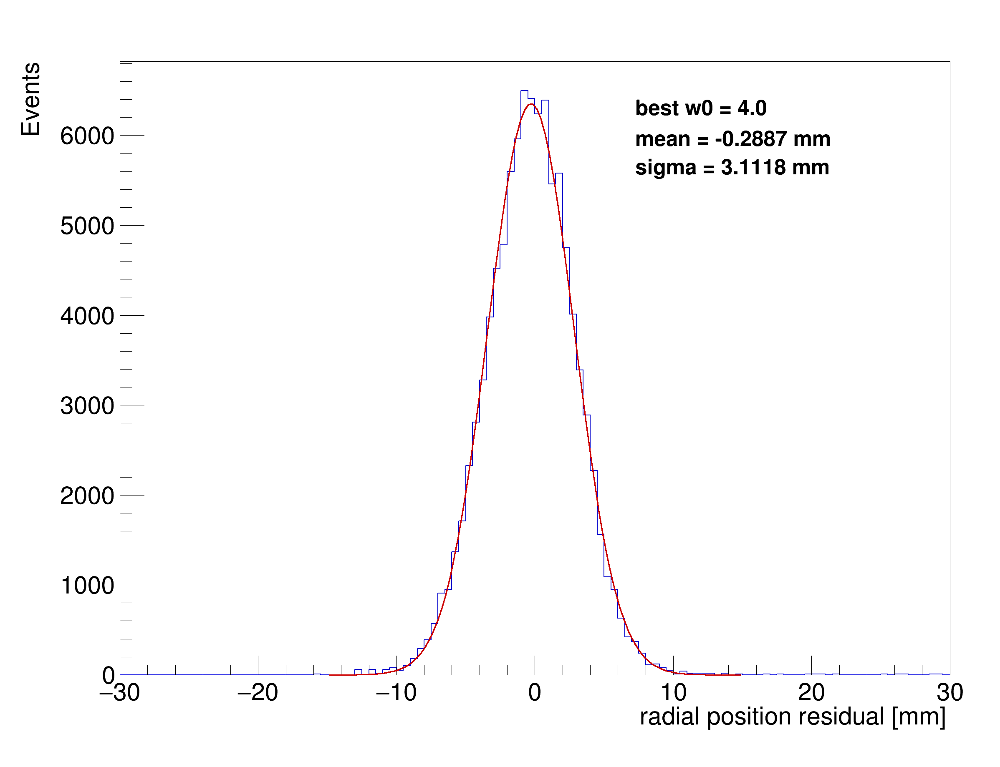 Events
best w0 = 4.0
mean = -0.2887 mm
sigma = 3.1118 mm
6000
5000
4000
3000
2000
1000
0
−30 −20 −10 0 10 20 30
radial position residual [mm]